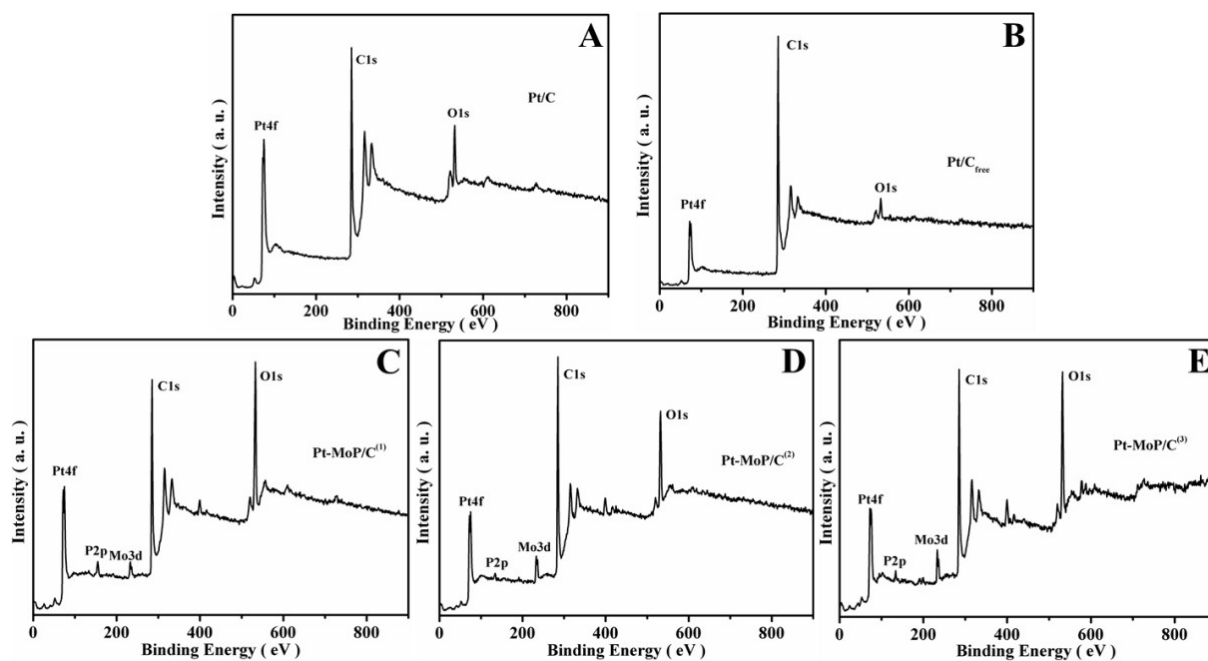 A
C1s
Pt/C
O1s
Pt4f
Intensity ( a. u. )
0 200 400 600 800
Binding Energy ( eV )
B
C1s
Pt/Cfree
O1s
Pt4f
Intensity ( a. u. )
0 200 400 600 800
Binding Energy ( eV )
C
O1s
C1s
Pt-MoP/C(1)
Pt4f
P2p Mo3d
Intensity ( a. u. )
0 200 400 600 800
Binding Energy ( eV )
D
C1s
O1s
Pt-MoP/C(2)
Pt4f
Mo3d
P2p
Intensity ( a. u. )
0 200 400 600 800
Binding Energy ( eV )
E
C1s
O1s
Pt-MoP/C(3)
Pt4f
Mo3d
P2p
Intensity ( a. u. )
0 200 400 600 800
Binding Energy ( eV )